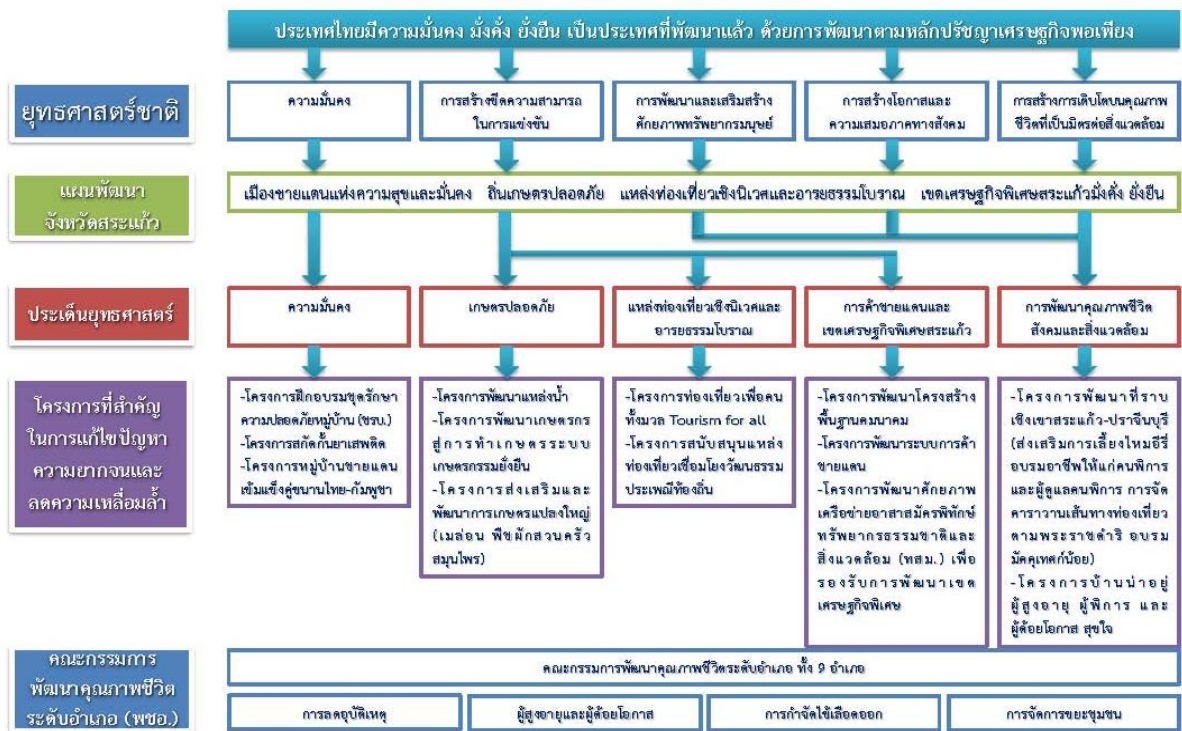 ประเทศไทยมีความมั่นคง มั่งคั่ง ยั่งยืน เป็นประเทศที่พัฒนาแล้ว ด้วยการพัฒนาตามหลักปรัชญาเศรษฐกิจพอเพียง
ยุทธศาสตร์ชาติ
ความมั่นคง
การสร้างขีดความสามารถ
ในการแข่งขัน
การพัฒนาและเสริมสร้าง
ศักยภาพทรัพยากรมนุษย์
การสร้างโอกาสและ
ความเสมอภาคทางสังคม
การสร้างการเติบโตบนคุณภาพ
ชีวิตที่เป็นมิตรต่อสิ่งแวดล้อม
แผนพัฒนา
จังหวัดสระแก้ว
เมืองชายแดนแห่งความสุขและมั่นคง ถิ่นเกษตรปลอดภัย แหล่งท่องเที่ยวเชิงนิเวศและอารยธรรมโบราณ เขตเศรษฐกิจพิเศษสระแก้วมั่งคั่ง ยั่งยืน
ประเด็นยุทธศาสตร์
ความมั่นคง
เกษตรปลอดภัย
แหล่งท่องเที่ยวเชิงนิเวศและ
อารยธรรมโบราณ
การค้าชายแดนและ
เขตเศรษฐกิจพิเศษสระแก้ว
การพัฒนาคุณภาพชีวิต
สังคมและสิ่งแวดล้อม
โครงการที่สำคัญ
ในการแก้ไขปัญหา
ความยากจนและ
ลดความเหลื่อมล้ำ
-โครงการฝึกอบรมชุดรักษา
ความปลอดภัยหมู่บ้าน (ชรบ.)
-โครงการสกัดกั้นยาเสพติด
-โครงการหมู่บ้านชายแดน
เข้มแข็งคู่ขนานไทย-กัมพูชา
-โครงการพัฒนาแหล่งน้ำ
-โครงการพัฒนาเกษตรกร
สู่การทำเกษตรระบบ
เกษตรกรรมยั่งยืน
-โครงการส่งเสริมและ
พัฒนาการเกษตรแปลงใหญ่
(เมล่อน พืชผักสวนครัว
สมุนไพร)
-โครงการท่องเที่ยวเพื่อคน
ทั้งมวล Tourism for all
-โครงการสนับสนุนแหล่ง
ท่องเที่ยวเชื่อมโยงวัฒนธรรม
ประเพณีท้องถิ่น
-โครงการพัฒนาโครงสร้าง
พื้นฐานคมนาคม
-โครงการพัฒนาระบบการค้า
ชายแดน
-โครงการพัฒนาศักยภาพ
เครือข่ายอาสาสมัครพิทักษ์
ทรัพยากรธรรมชาติและ
สิ่งแวดล้อม (ทสม.) เพื่อ
รองรับการพัฒนาเขต
เศรษฐกิจพิเศษ
-โครงการพัฒนาที่ราบ
เชิงเขาสระแก้ว-ปราจีนบุรี
(ส่งเสริมการเลี้ยงไหมอีรี่
อบรมอาชีพให้แก่คนพิการ
และผู้ดูแลคนพิการ การจัด
คาราวานเส้นทางท่องเที่ยว
ตามพระราชดำริ อบรม
มัคคุเทศก์น้อย)
-โครงการบ้านน่าอยู่
ผู้สูงอายุ ผู้พิการ และ
ผู้ด้อยโอกาส สุขใจ
คณะกรรมการ
พัฒนาคุณภาพชีวิต
ระดับอำเภอ (พชอ.)
คณะกรรมการพัฒนาคุณภาพชีวิตระดับอำเภอ ทั้ง 9 อำเภอ
การลดอุบัติเหตุ
ผู้สูงอายุและผู้ด้อยโอกาส
การกำจัดไข้เลือดออก
การจัดการขยะชุมชน